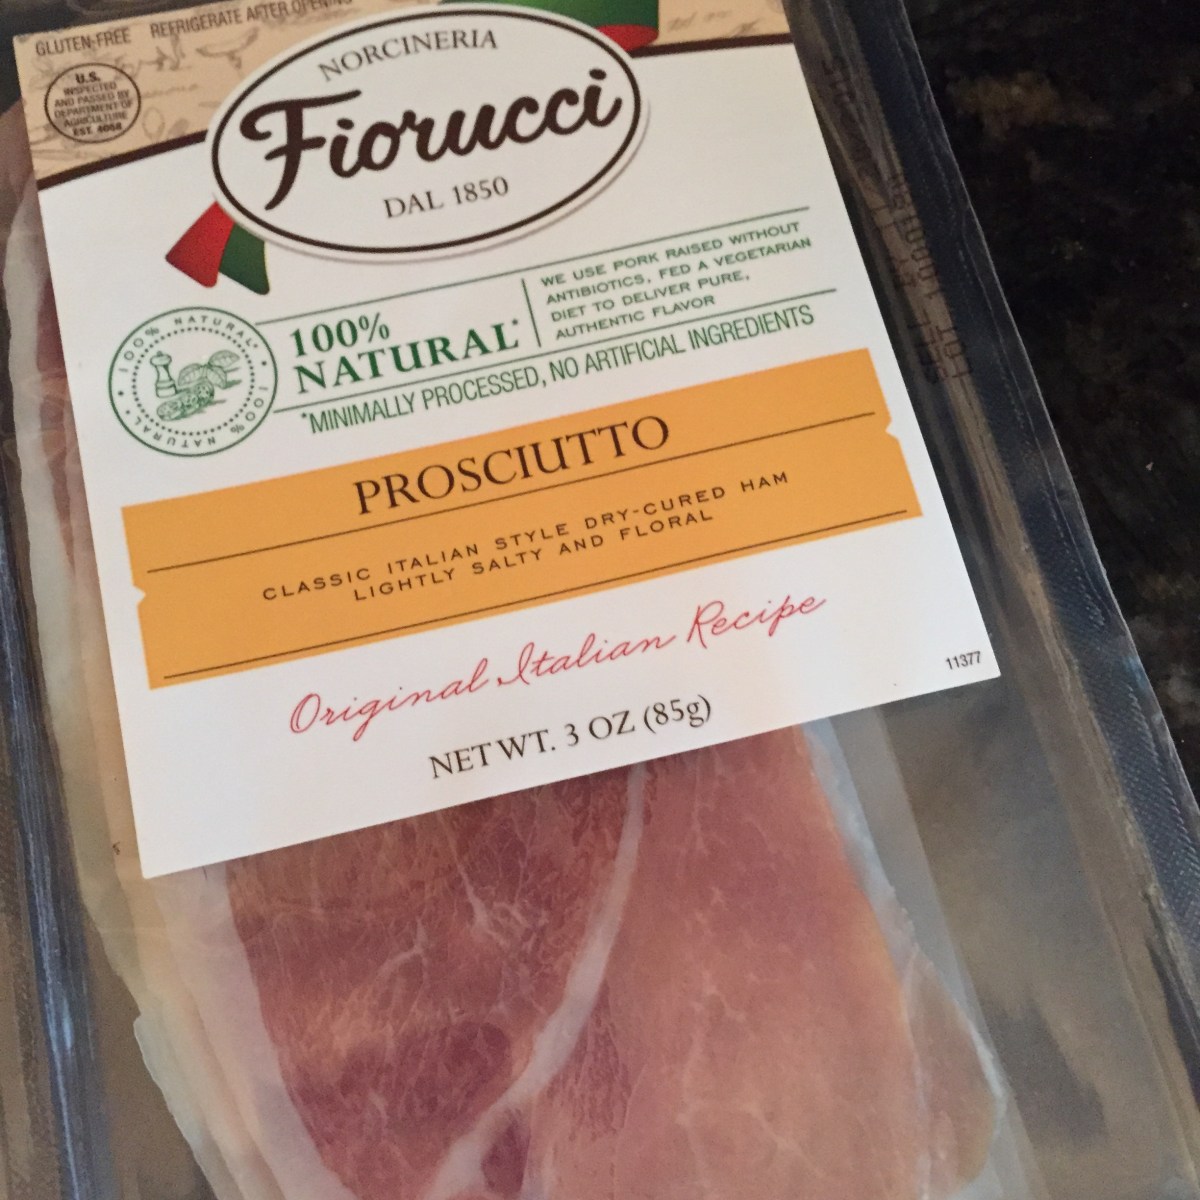 GLUTEN-FREE REFRIGERATE AFTER OPENING
U.S.
INSPECTED
AND PASSED BY
DEPARTMENT OF
AGRICULTURE
EST. 4068
NORCINERIA
Fiorucci
DAL 1850
100% NATURAL* 100% NATURAL*
100%
NATURAL*
WE USE PORK RAISED WITHOUT
ANTIBIOTICS, FED A VEGETARIAN
DIET TO DELIVER PURE,
AUTHENTIC FLAVOR
*MINIMALLY PROCESSED, NO ARTIFICIAL INGREDIENTS
PROSCIUTTO
CLASSIC ITALIAN STYLE DRY-CURED HAM
LIGHTLY SALTY AND FLORAL
Original Italian Recipe
11377
NET WT. 3 OZ (85g)